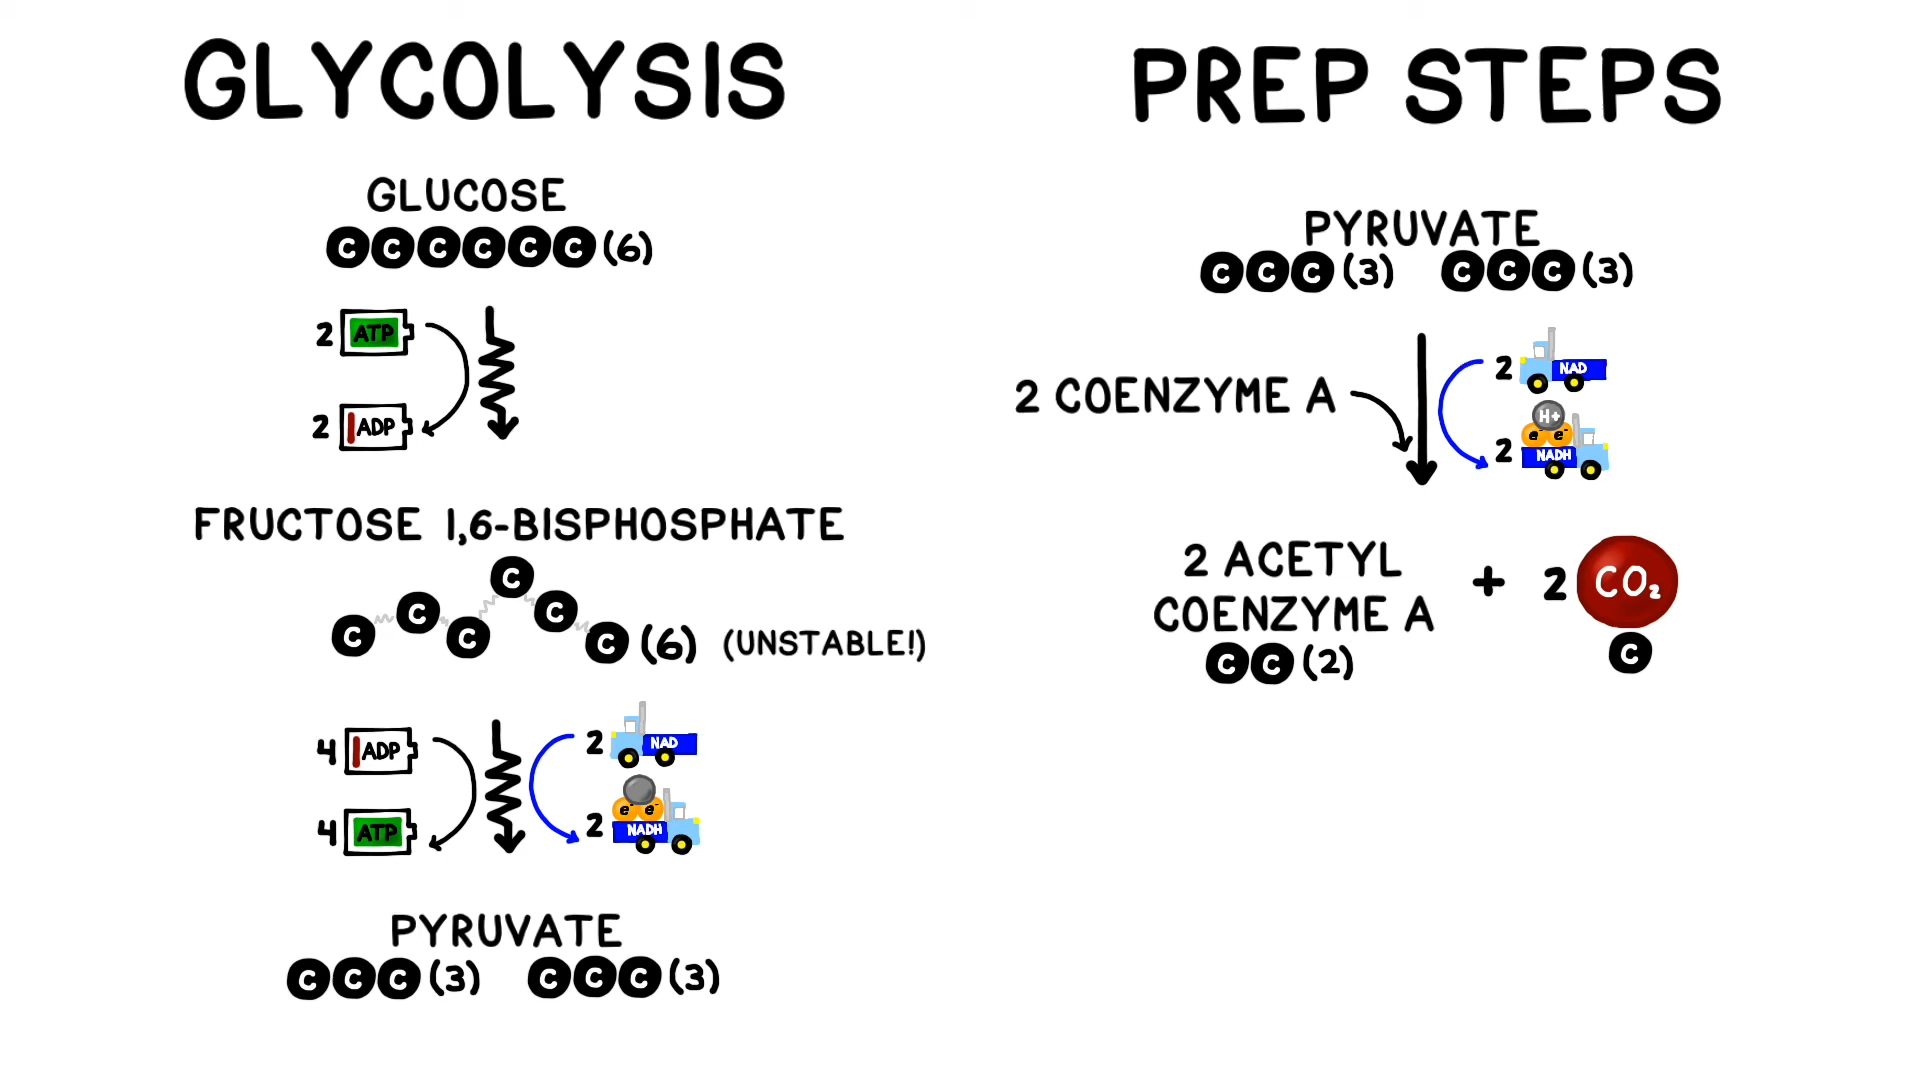 GLYCOLYSIS
GLUCOSE
C C C C C C (6)
2 ATP
2 ADP
FRUCTOSE 1,6-BISPHOSPHATE
C C C C C C (6) (UNSTABLE!)
4 ADP
2 NAD
e- e-
4 ATP
2 NADH
PYRUVATE
C C C (3) C C C (3)
PREP STEPS
PYRUVATE
C C C (3) C C C (3)
2 NAD
2 COENZYME A
H+
e- e-
2 NADH
2 ACETYL
COENZYME A
+ 2 CO₂
C C (2)
C